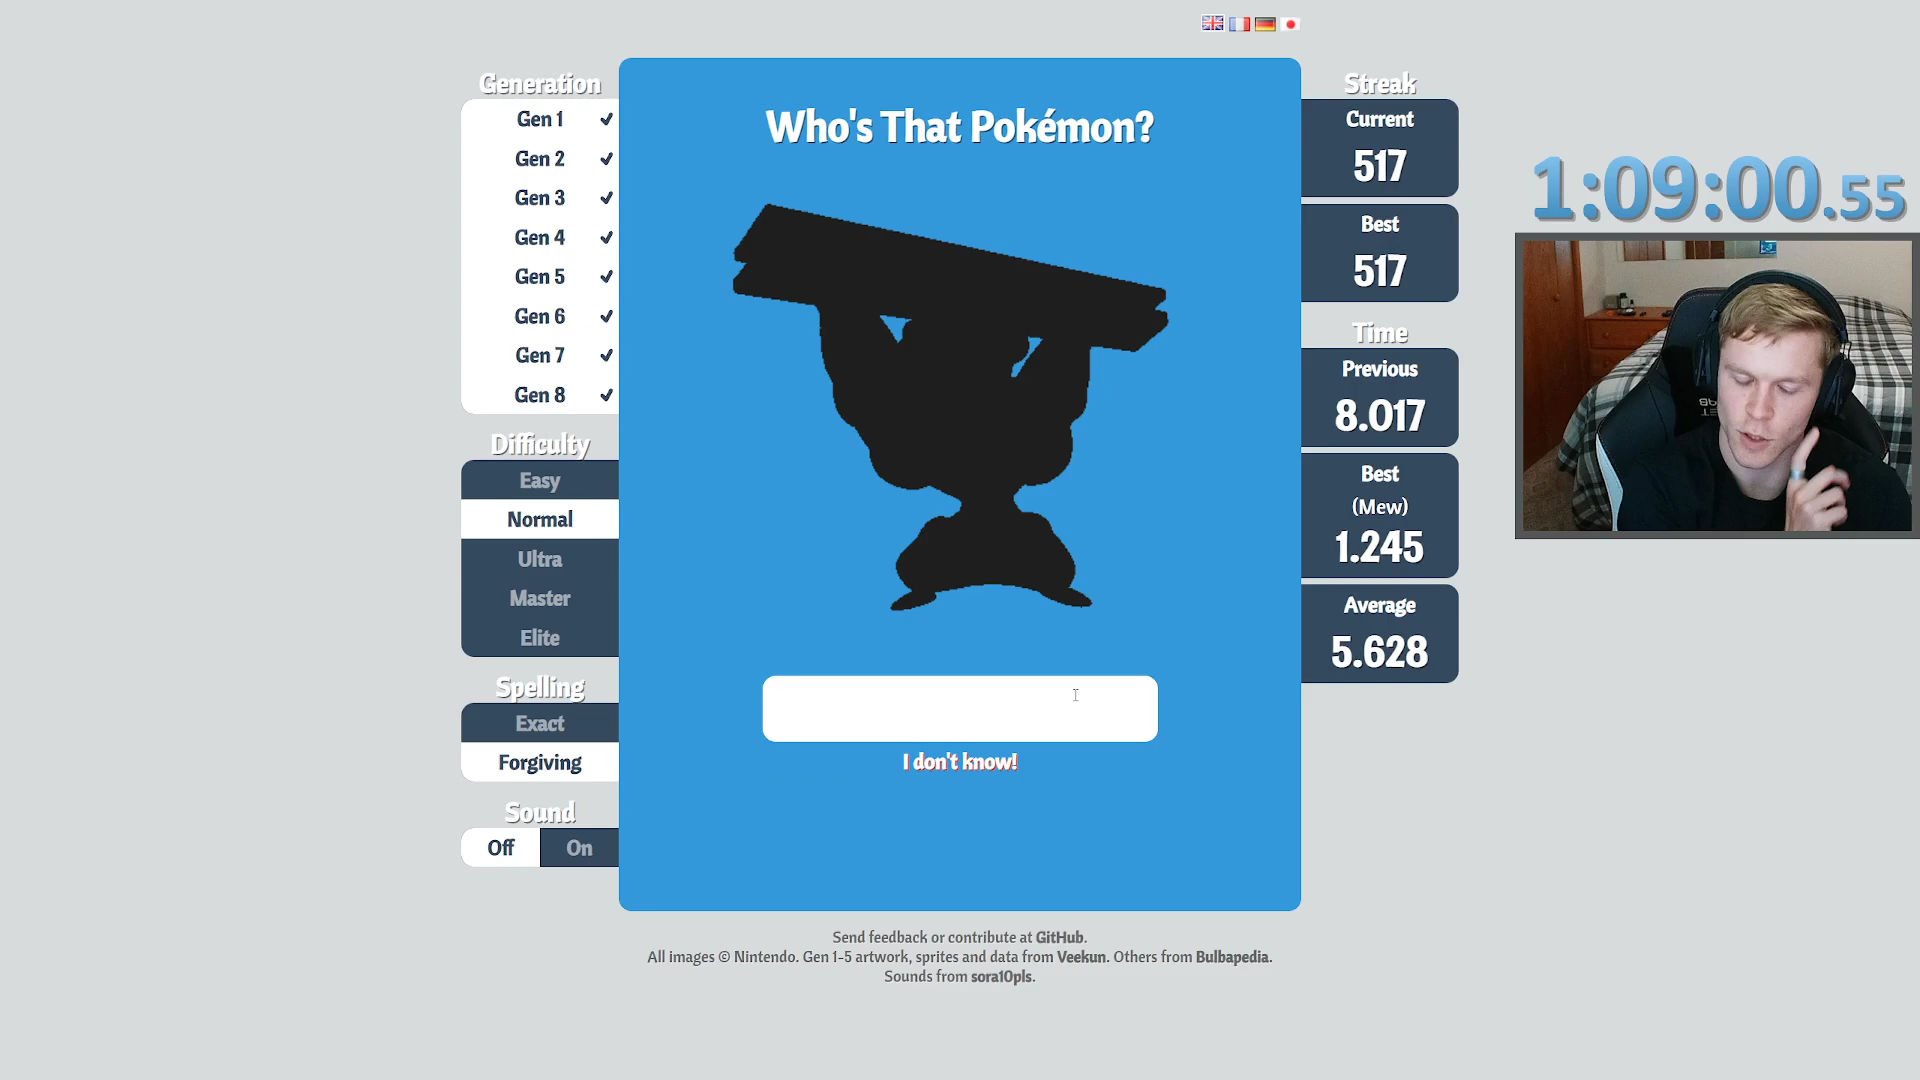 Generation
Gen 1
Gen 2
Gen 3
Gen 4
Gen 5
Gen 6
Gen 7
Gen 8
Difficulty
Easy
Normal
Ultra
Master
Elite
Spelling
Exact
Forgiving
Sound
Off On
Who's That Pokémon?
I don't know!
Streak
Current
517
Best
517
Time
Previous
8.017
Best
(Mew)
1.245
Average
5.628
1:09:00.55
Send feedback or contribute at GitHub.
All images © Nintendo. Gen 1-5 artwork, sprites and data from Veekun. Others from Bulbapedia.
Sounds from sora10pls.